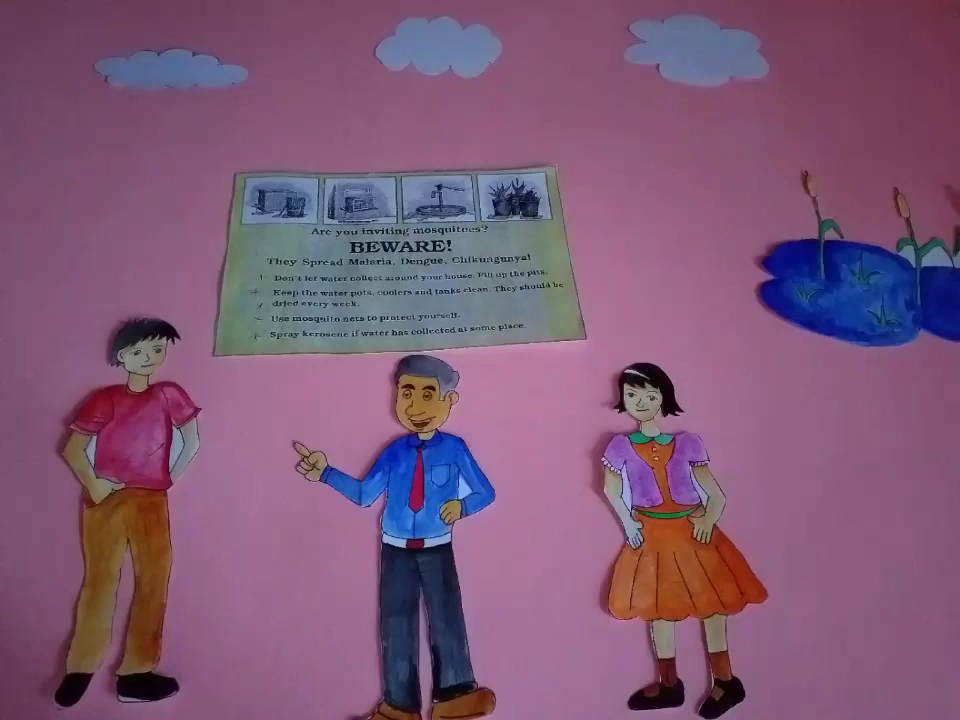 Are you inviting mosquitoes?
BEWARE!
They Spread Malaria, Dengue, Chikungunya!
Don't let water collect around your house. Fill up the pits.
Keep the water pots, coolers and tanks clean. They should be
dried every week.
Use mosquito nets to protect yourself.
Spray kerosene if water has collected at some place.